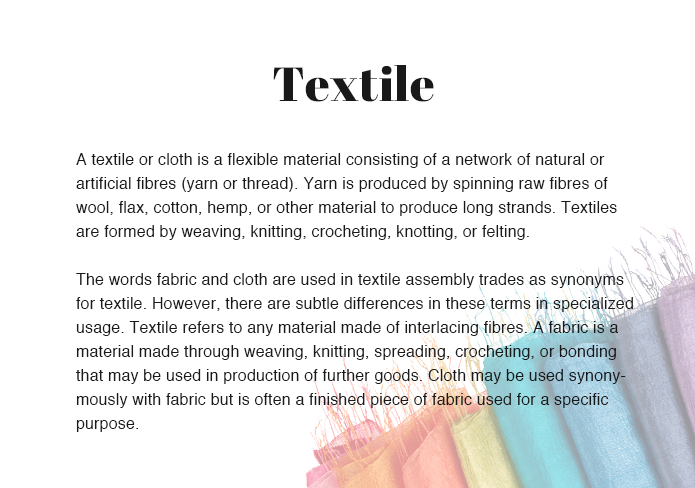 Textile
A textile or cloth is a flexible material consisting of a network of natural or
artificial fibres (yarn or thread). Yarn is produced by spinning raw fibres of
wool, flax, cotton, hemp, or other material to produce long strands. Textiles
are formed by weaving, knitting, crocheting, knotting, or felting.
The words fabric and cloth are used in textile assembly trades as synonyms
for textile. However, there are subtle differences in these terms in specialized
usage. Textile refers to any material made of interlacing fibres. A fabric is a
material made through weaving, knitting, spreading, crocheting, or bonding
that may be used in production of further goods. Cloth may be used synony-
mously with fabric but is often a finished piece of fabric used for a specific
purpose.